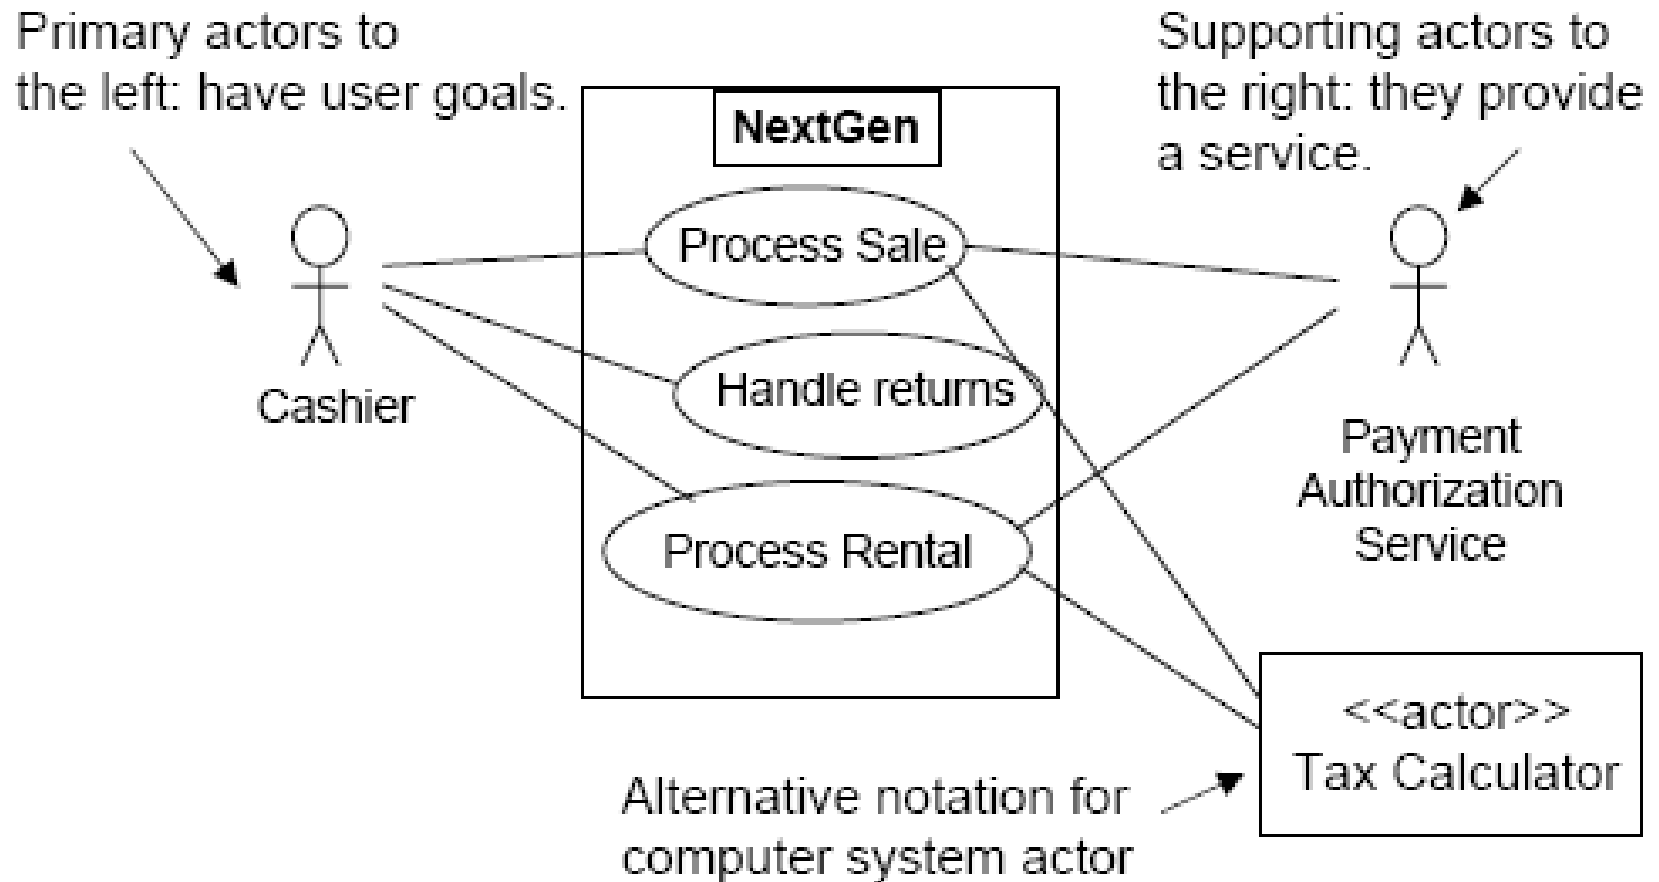 Primary actors to
the left: have user goals.
Supporting actors to
the right: they provide
a service.
NextGen
Process Sale
Handle returns
Process Rental
Cashier
Payment
Authorization
Service
<<actor>>
Tax Calculator
Alternative notation for
computer system actor